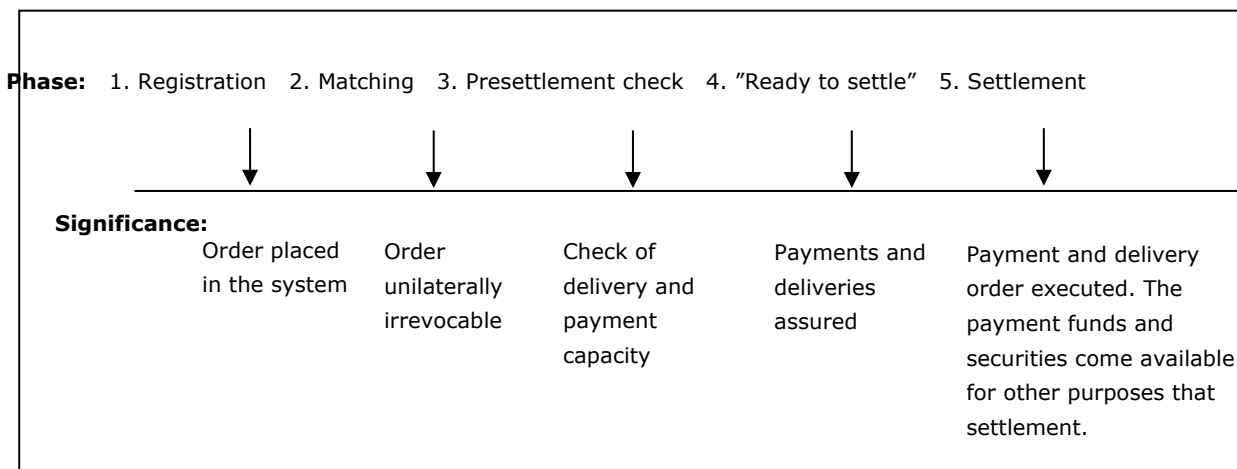 Phase: 1. Registration 2. Matching 3. Presettlement check 4. ”Ready to settle” 5. Settlement
Significance:
Order placed
in the system
Order
unilaterally
irrevocable
Check of
delivery and
payment
capacity
Payments and
deliveries
assured
Payment and delivery
order executed. The
payment funds and
securities come available
for other purposes that
settlement.